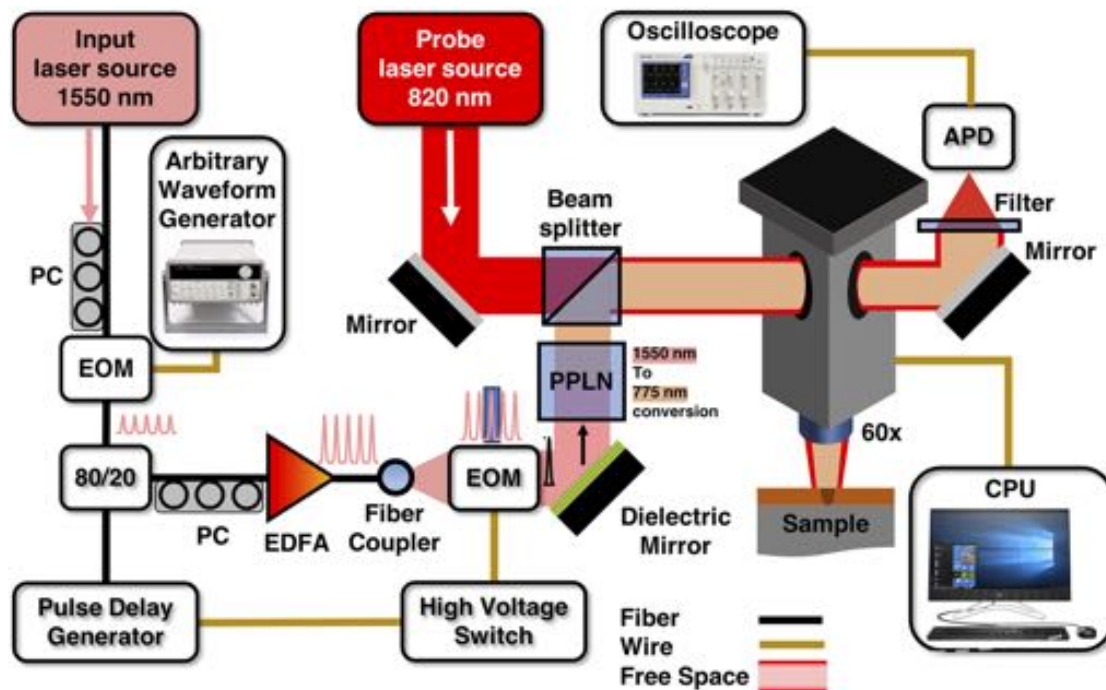 Input
laser source
1550 nm
Probe
laser source
820 nm
Oscilloscope
APD
Arbitrary
Waveform
Generator
Beam
splitter
Filter
Mirror
PC
Mirror
EOM
PPLN
1550 nm
To
775 nm
conversion
60x
80/20
EOM
CPU
PC
EDFA
Fiber
Coupler
Dielectric
Mirror
Sample
Pulse Delay
Generator
High Voltage
Switch
Fiber
Wire
Free Space